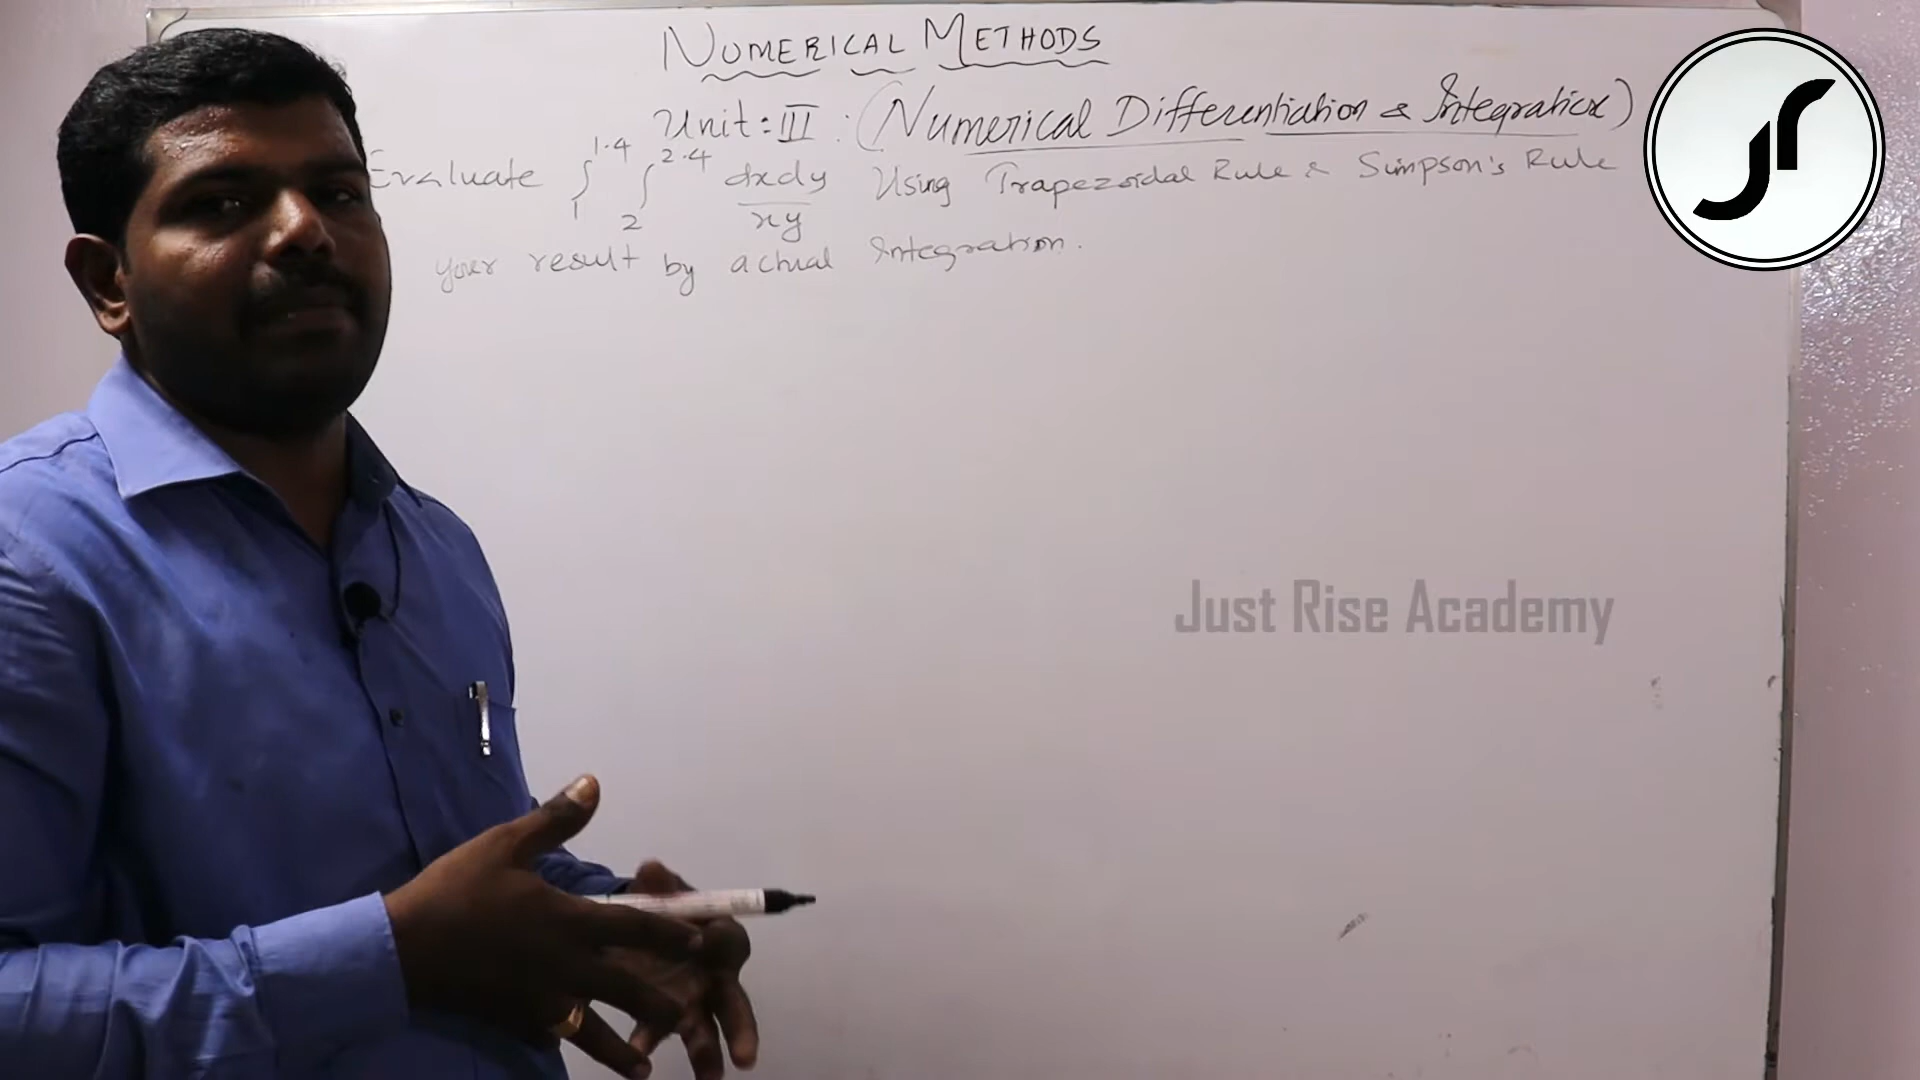 NUMERICAL METHODS
Unit: III : (Numerical Differentiation & Integration)
Evaluate ∫₁^1.4 ∫₂^2.4 dxdy/xy Using Trapezoidal Rule & Simpson's Rule
your result by actual Integration.
Just Rise Academy